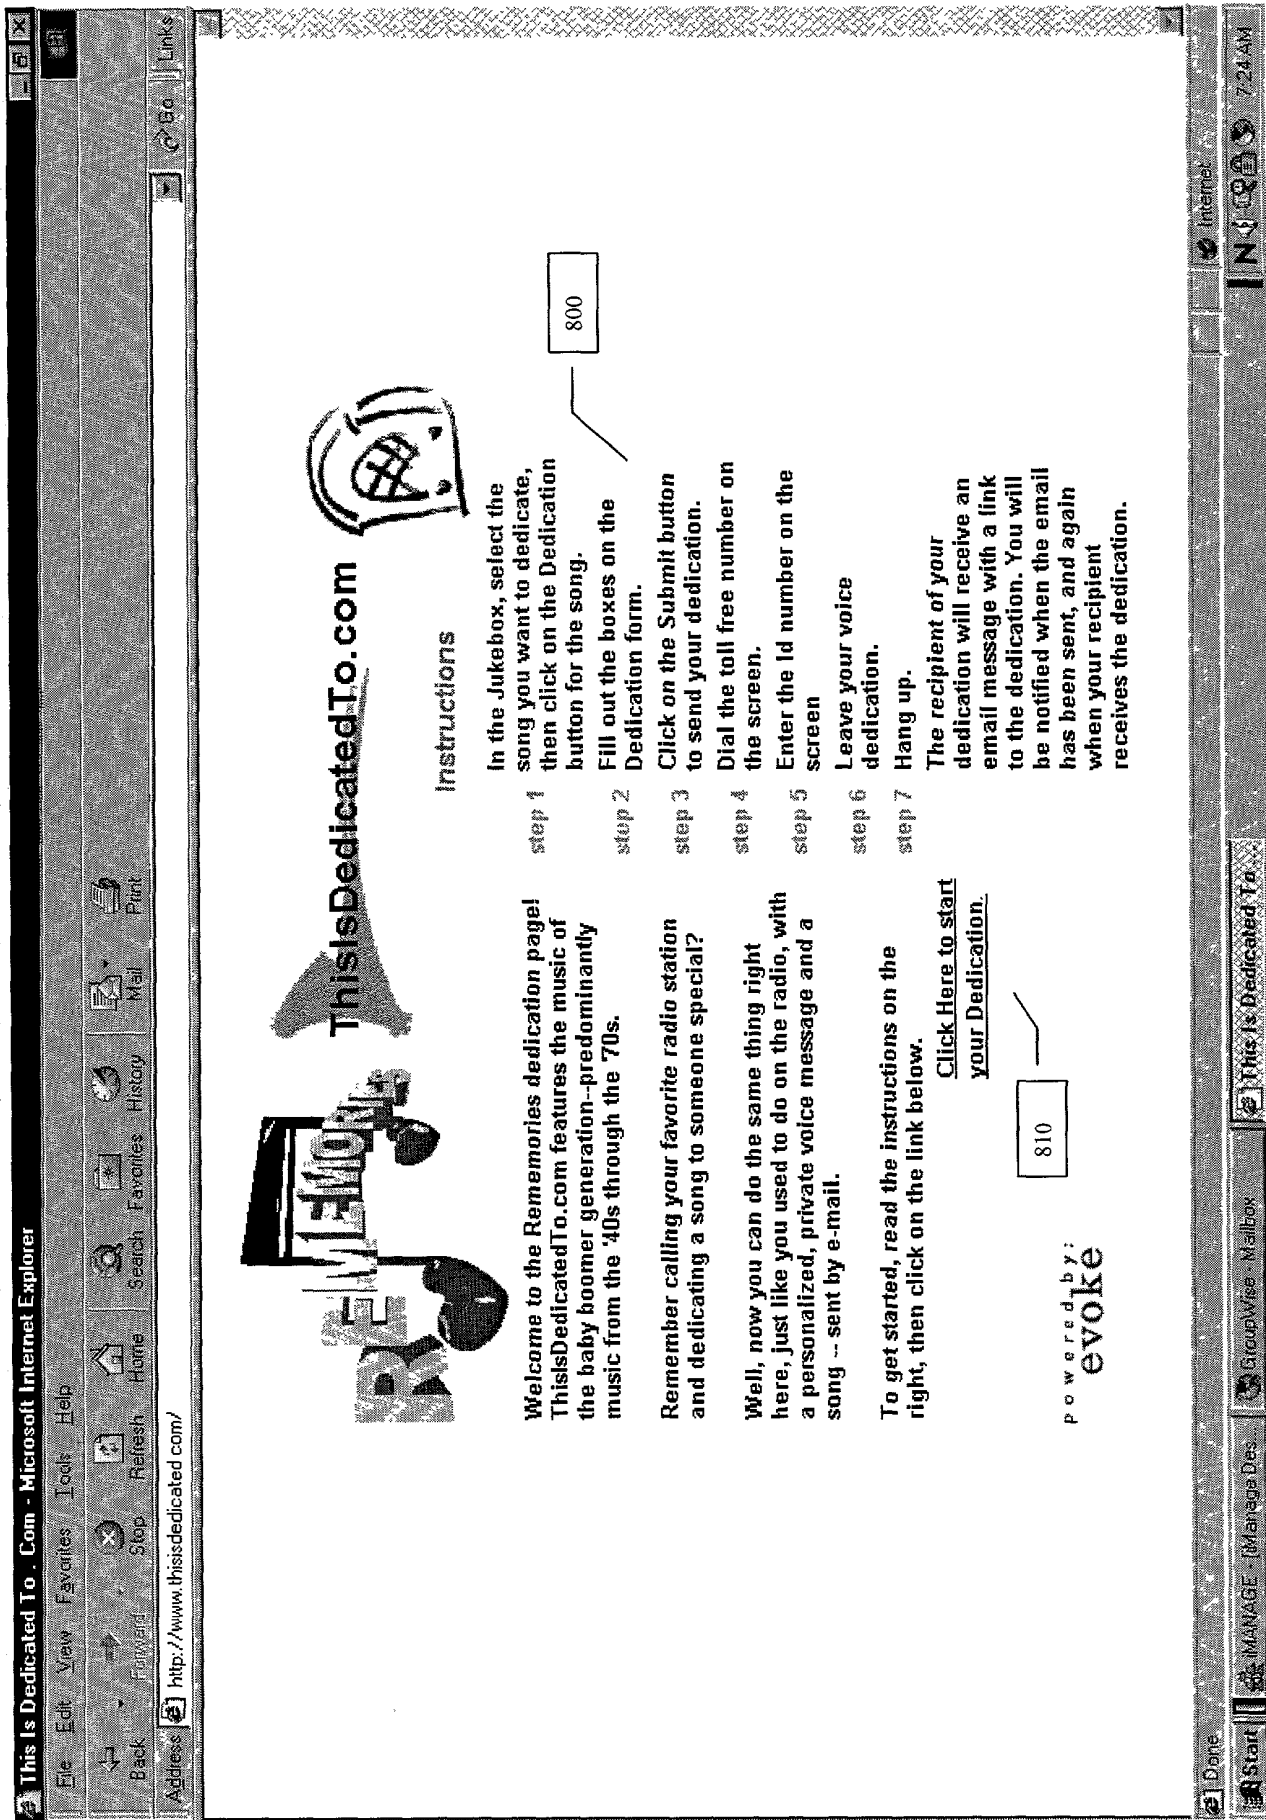 This Is Dedicated To . Com - Microsoft Internet Explorer
File Edit View Favorites Tools Help
Back Forward Stop Refresh Home Search Favorites History Mail Print
Address http://www.thisisdedicated com/ Go Links
REMEMORIES
ThisIsDedicatedTo.com
Welcome to the Rememories dedication page!
ThisIsDedicatedTo.com features the music of
the baby boomer generation--predominantly
music from the '40s through the '70s.
Remember calling your favorite radio station
and dedicating a song to someone special?
Well, now you can do the same thing right
here, just like you used to do on the radio, with
a personalized, private voice message and a
song -- sent by e-mail.
To get started, read the instructions on the
right, then click on the link below.
Click Here to start
your Dedication.
810
powered by:
evoke
Instructions
step 1 In the Jukebox, select the
song you want to dedicate,
then click on the Dedication
button for the song.
step 2 Fill out the boxes on the
Dedication form.
step 3 Click on the Submit button
to send your dedication.
step 4 Dial the toll free number on
the screen.
step 5 Enter the Id number on the
screen
step 6 Leave your voice
dedication.
step 7 Hang up.
The recipient of your
dedication will receive an
email message with a link
to the dedication. You will
be notified when the email
has been sent, and again
when your recipient
receives the dedication.
800
Done Internet
Start iMANAGE - [iManage Des... GroupWise - Mailbox This Is Dedicated To ... N 7:24 AM